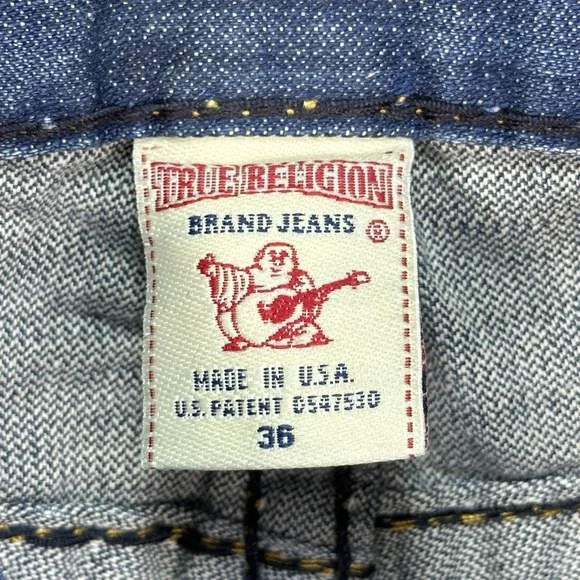 TRUE RELIGION
BRAND JEANS ®
MADE IN U.S.A.
U.S. PATENT D547530
36